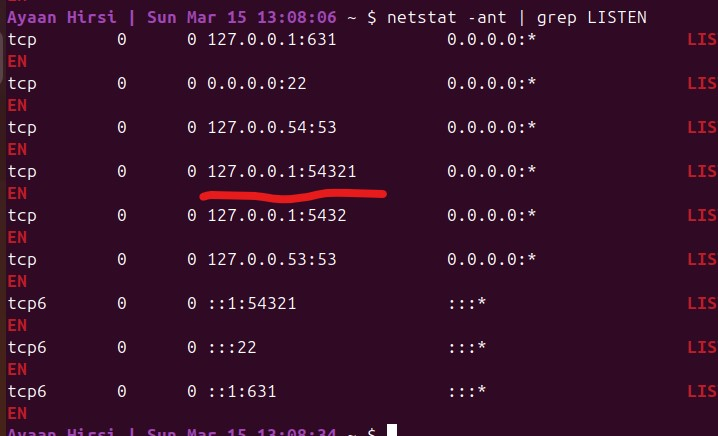 EN
Ayaan Hirsi | Sun Mar 15 13:08:06 ~ $ netstat -ant | grep LISTEN
tcp 0 0 127.0.0.1:631 0.0.0.0:* LIS
EN
tcp 0 0 0.0.0.0:22 0.0.0.0:* LIS
EN
tcp 0 0 127.0.0.54:53 0.0.0.0:* LIS
EN
tcp 0 0 127.0.0.1:54321 0.0.0.0:* LIS
EN
tcp 0 0 127.0.0.1:5432 0.0.0.0:* LIS
EN
tcp 0 0 127.0.0.53:53 0.0.0.0:* LIS
EN
tcp6 0 0 ::1:54321 :::* LIS
EN
tcp6 0 0 :::22 :::* LIS
EN
tcp6 0 0 ::1:631 :::* LIS
EN
Ayaan Hirsi | Sun Mar 15 13:08:34 ~ $